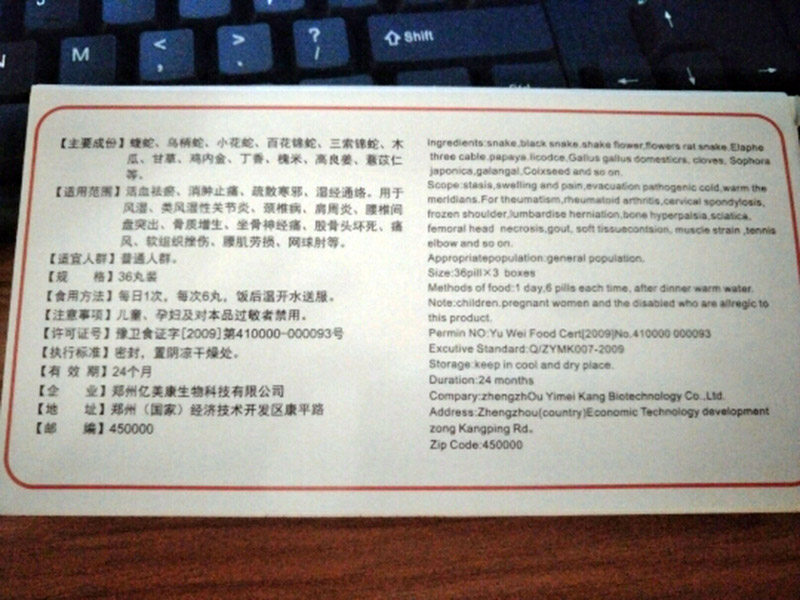 M
<
,
>
.
?
/
Shift
【主要成份】蝰蛇、乌梢蛇、小花蛇、百花锦蛇、三索锦蛇、木
瓜、甘草、鸡内金、丁香、槐米、高良姜、薏苡仁
等。
【适用范围】活血祛瘀、消肿止痛、疏散寒邪、温经通络。用于
风湿、类风湿性关节炎、颈椎病、肩周炎、腰椎间
盘突出、骨质增生、坐骨神经痛、股骨头坏死、痛
风、软组织挫伤、腰肌劳损、网球肘等。
【适宜人群】普通人群。
【规 格】36丸装
【食用方法】每日1次，每次6丸，饭后温开水送服。
【注意事项】儿童、孕妇及对本品过敏者禁用。
【许可证号】豫卫食证字[2009]第410000-000093号
【执行标准】密封，置阴凉干燥处。
【有 效 期】24个月
【企 业】郑州亿美康生物科技有限公司
【地 址】郑州（国家）经济技术开发区康平路
【邮 编】450000
Ingredients:snake,black snake,shake flower,flowers rat snake,Elaphe
three cable,papaya,licodce,Gallus gallus domesticrs, cloves, Sophora
japonica,galangal,Coixseed and so on.
Scope:stasis,swelling and pain,evacuation pathogenic cold,warm the
merldians.For theumatism,rheumatoid arthritis,cervical spondylosis,
frozen shoulder,lumbardise herniation,bone hyperpalsia,sciatica,
femoral head necrosis,gout, soft tissuecontsion, muscle strain ,tennis
elbow and so on.
Appropriatepopulation:general population.
Size:36pill×3 boxes
Methods of food:1 day,6 pills each time, after dinner warm water.
Note:children,pregnant women and the disabled who are allregic to
this product.
Permin NO:Yu Wei Food Cert[2009]No.410000 000093
Excutive Standard:Q/ZYMK007-2009
Storage:keep in cool and dry place.
Duration:24 months
Company:zhengzhOu Yimei Kang Biotechnology Co.,Ltd.
Address:Zhengzhou(country)Economic Technology development
zong Kangping Rd。
Zip Code:450000